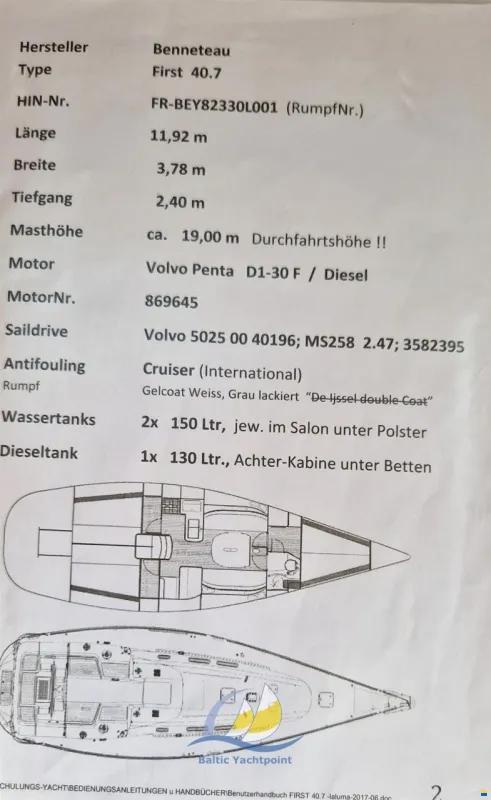 Hersteller Benneteau
Type First 40.7
HIN-Nr. FR-BEY82330L001 (RumpfNr.)
Länge 11,92 m
Breite 3,78 m
Tiefgang 2,40 m
Masthöhe ca. 19,00 m Durchfahrtshöhe !!
Motor Volvo Penta D1-30 F / Diesel
MotorNr. 869645
Saildrive Volvo 5025 00 40196; MS258 2.47; 3582395
Antifouling Cruiser (International)
Rumpf Gelcoat Weiss, Grau lackiert "De Ijssel double Coat"
Wassertanks 2x 150 Ltr, jew. im Salon unter Polster
Dieseltank 1x 130 Ltr., Achter-Kabine unter Betten
Baltic Yachtpoint
CHULUNGS-YACHT\BEDIENUNGSANLEITUNGEN u HANDBÜCHER\Benutzerhandbuch FIRST 40.7 -laluma-2017-06.doc 2